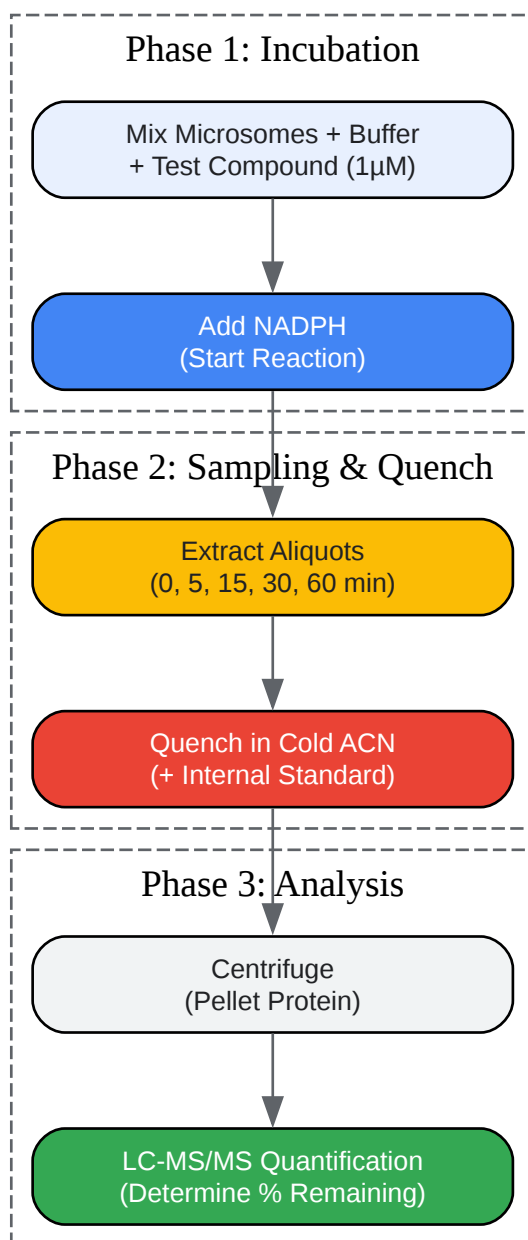 Phase 1: Incubation
Mix Microsomes + Buffer
+ Test Compound (1µM)
Add NADPH
(Start Reaction)
Phase 2: Sampling & Quench
Extract Aliquots
(0, 5, 15, 30, 60 min)
Quench in Cold ACN
(+ Internal Standard)
Phase 3: Analysis
Centrifuge
(Pellet Protein)
LC-MS/MS Quantification
(Determine % Remaining)